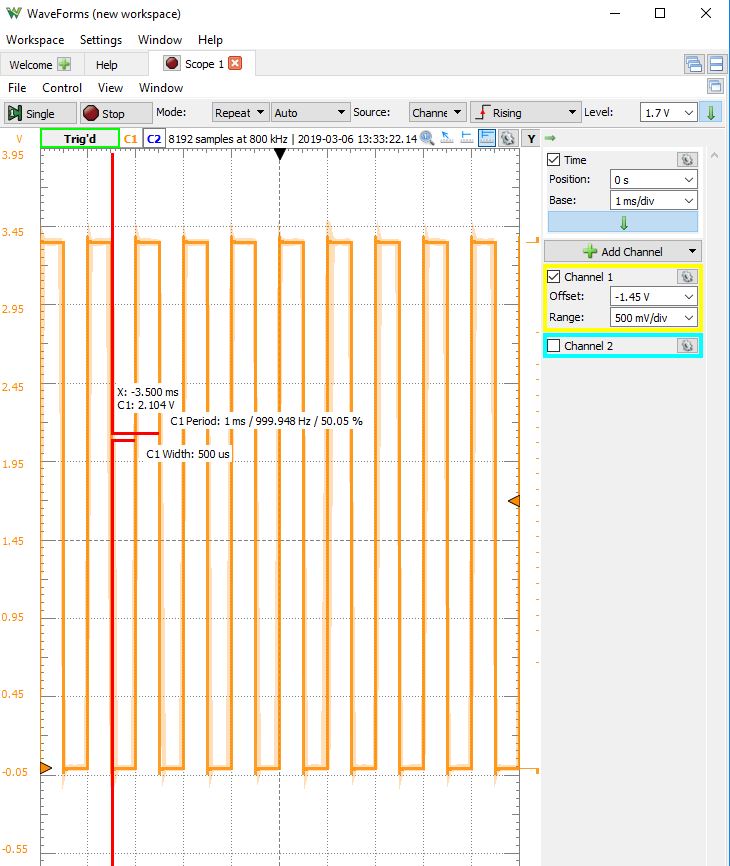 WaveForms (new workspace)
Workspace Settings Window Help
Welcome Help Scope 1
File Control View Window
Single Stop Mode: Repeat Auto Source: Channe Rising Level: 1.7 V
V Trig'd C1 C2 8192 samples at 800 kHz | 2019-03-06 13:33:22.14 Y
3.95
Time
Position: 0 s
Base: 1 ms/div
3.45
Add Channel
Channel 1
Offset: -1.45 V
2.95
Range: 500 mV/div
Channel 2
2.45
X: -3.500 ms
C1: 2.104 V
C1 Period: 1 ms / 999.948 Hz / 50.05 %
C1 Width: 500 us
1.95
1.45
0.95
0.45
-0.05
-0.55